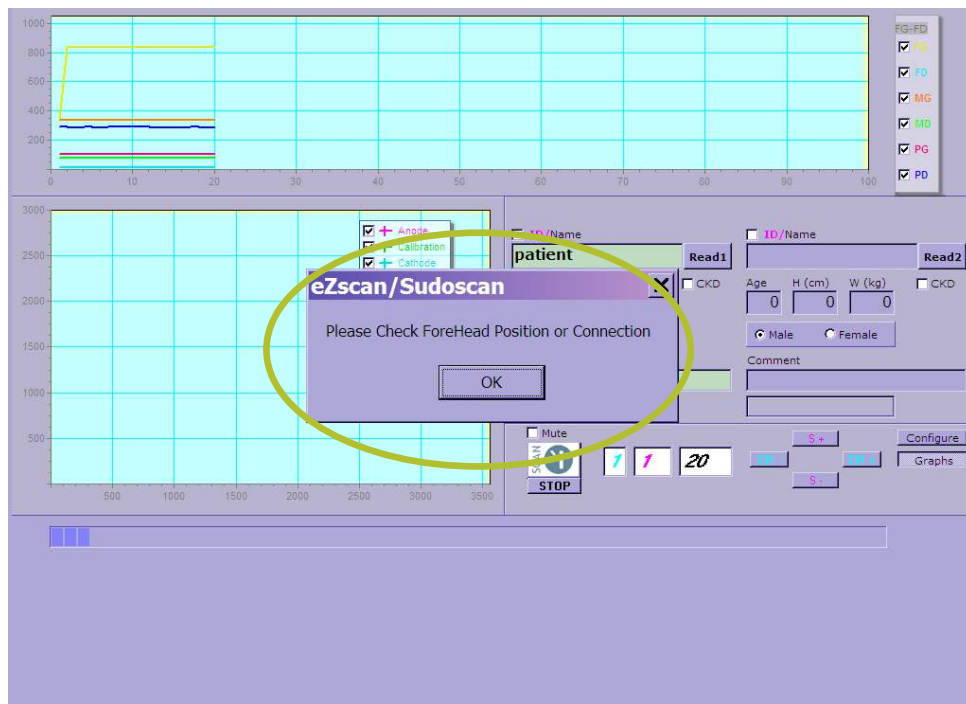 1000
800
600
400
200
0 10 20 30 40 50 60 70 80 90 100
FG-FD
FG
FD
MG
MD
PG
PD
3000
2500
2000
1500
1000
500
500 1000 1500 2000 2500 3000 3500
Anode
Calibration
Cathode
ID/Name
patient
Read1
CKD
ID/Name
Read2
Age H (cm) W (kg) CKD
0 0 0
Male Female
Comment
eZscan/Sudoscan
Please Check ForeHead Position or Connection
OK
Mute
SCAN
STOP
1 1 20
S +
S -
Configure
Graphs